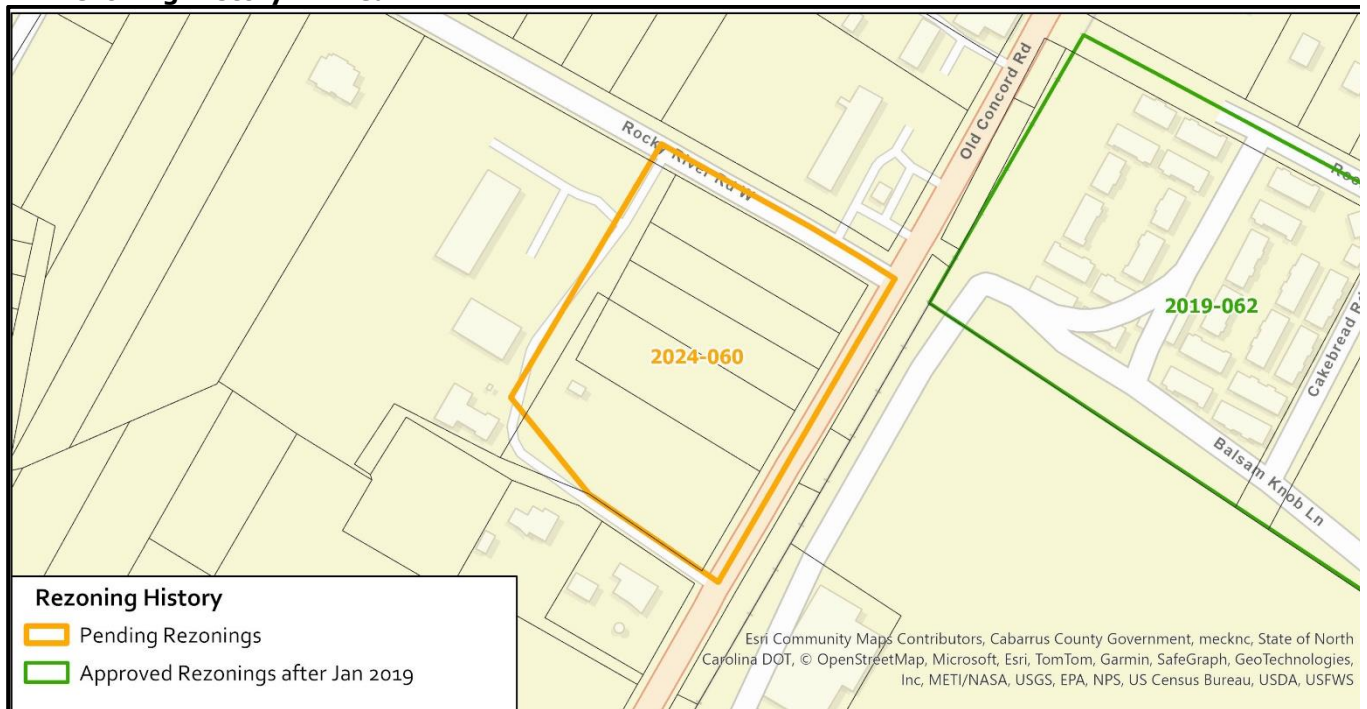 Rocky River Rd W
Old Concord Rd
2024-060
2019-062
Cakebread R
Balsam Knob Ln
Rezoning History
Pending Rezonings
Approved Rezonings after Jan 2019
Esri Community Maps Contributors, Cabarrus County Government, mecknc, State of North
Carolina DOT, © OpenStreetMap, Microsoft, Esri, TomTom, Garmin, SafeGraph, GeoTechnologies,
Inc, METI/NASA, USGS, EPA, NPS, US Census Bureau, USDA, USFWS